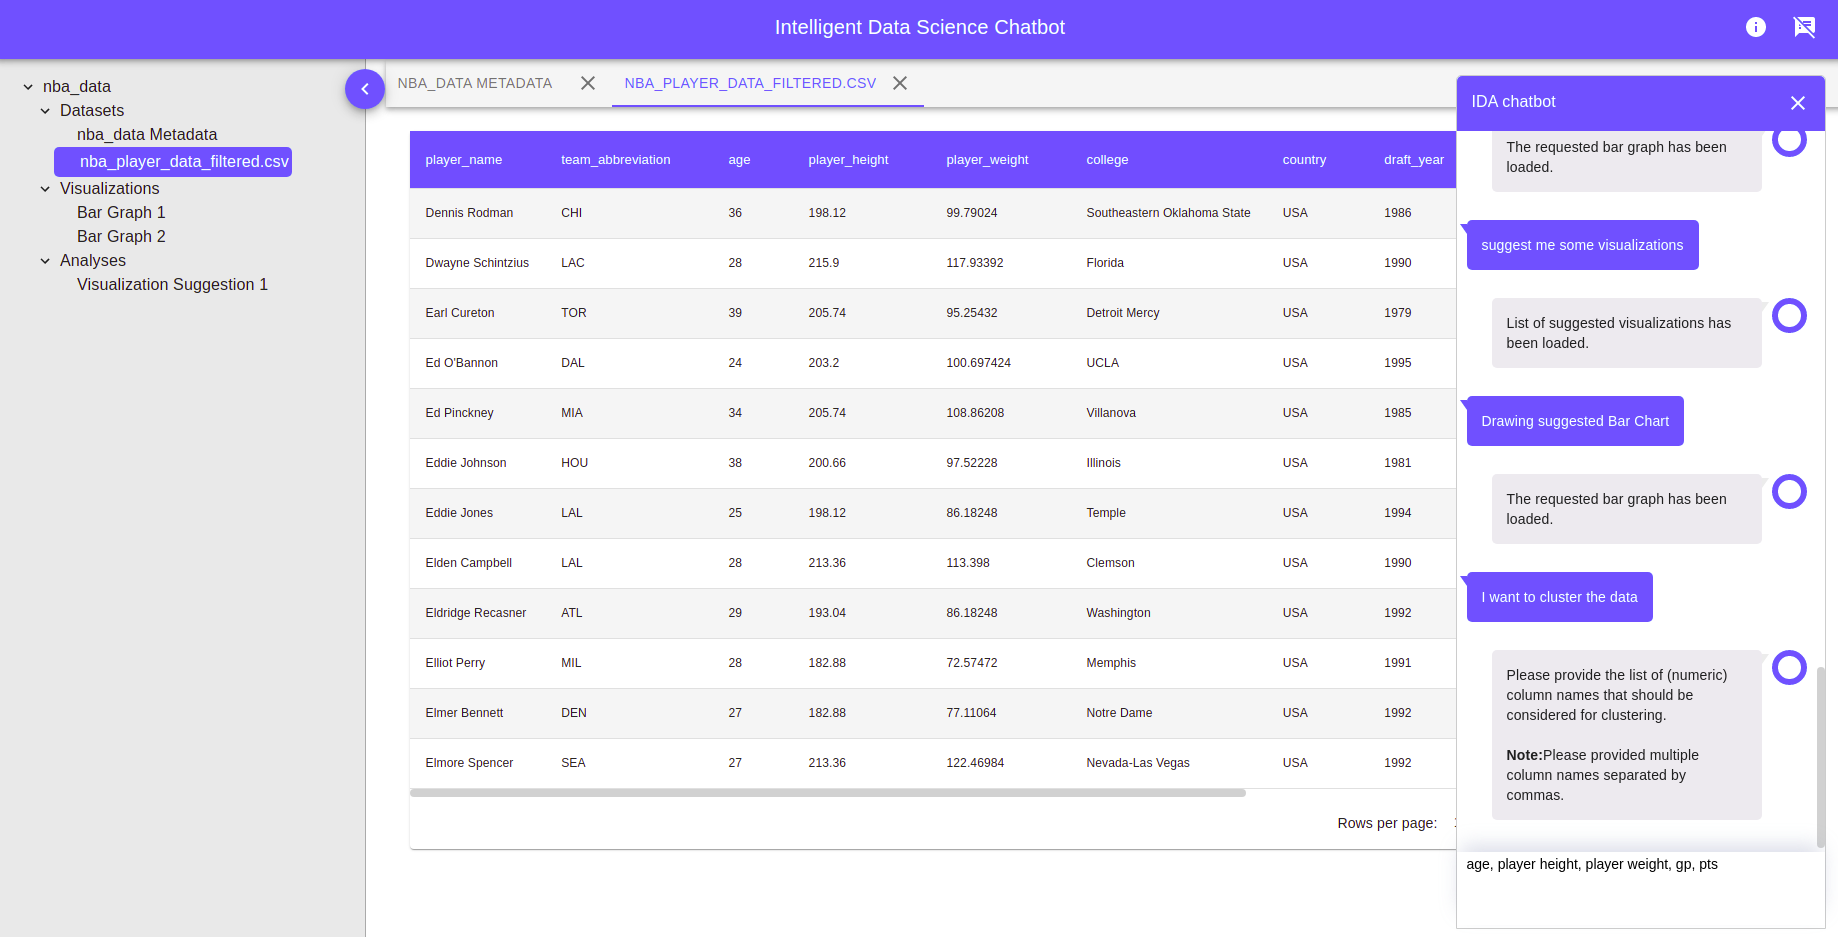 Intelligent Data Science Chatbot
nba_data
Datasets
nba_data Metadata
nba_player_data_filtered.csv
Visualizations
Bar Graph 1
Bar Graph 2
Analyses
Visualization Suggestion 1
NBA_DATA METADATA NBA_PLAYER_DATA_FILTERED.CSV
player_name team_abbreviation age player_height player_weight college country draft_year
Dennis Rodman CHI 36 198.12 99.79024 Southeastern Oklahoma State USA 1986
Dwayne Schintzius LAC 28 215.9 117.93392 Florida USA 1990
Earl Cureton TOR 39 205.74 95.25432 Detroit Mercy USA 1979
Ed O'Bannon DAL 24 203.2 100.697424 UCLA USA 1995
Ed Pinckney MIA 34 205.74 108.86208 Villanova USA 1985
Eddie Johnson HOU 38 200.66 97.52228 Illinois USA 1981
Eddie Jones LAL 25 198.12 86.18248 Temple USA 1994
Elden Campbell LAL 28 213.36 113.398 Clemson USA 1990
Eldridge Recasner ATL 29 193.04 86.18248 Washington USA 1992
Elliot Perry MIL 28 182.88 72.57472 Memphis USA 1991
Elmer Bennett DEN 27 182.88 77.11064 Notre Dame USA 1992
Elmore Spencer SEA 27 213.36 122.46984 Nevada-Las Vegas USA 1992
Rows per page:
IDA chatbot
The requested bar graph has been
loaded.
suggest me some visualizations
List of suggested visualizations has
been loaded.
Drawing suggested Bar Chart
The requested bar graph has been
loaded.
I want to cluster the data
Please provide the list of (numeric)
column names that should be
considered for clustering.
Note:Please provided multiple
column names separated by
commas.
age, player height, player weight, gp, pts